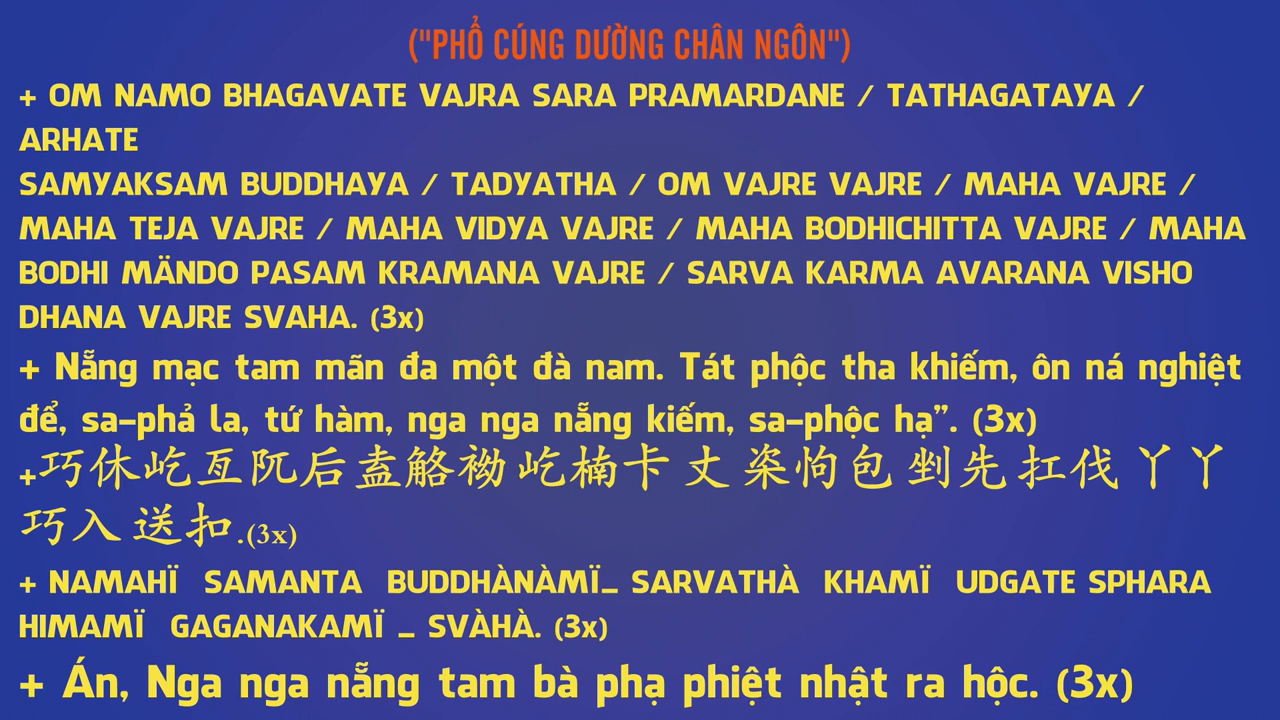 ("PHỔ CÚNG DƯỜNG CHÂN NGÔN")
+ OM NAMO BHAGAVATE VAJRA SARA PRAMARDANE / TATHAGATAYA /
ARHATE
SAMYAKSAM BUDDHAYA / TADYATHA / OM VAJRE VAJRE / MAHA VAJRE /
MAHA TEJA VAJRE / MAHA VIDYA VAJRE / MAHA BODHICHITTA VAJRE / MAHA
BODHI MÄNDO PASAM KRAMANA VAJRE / SARVA KARMA AVARANA VISHO
DHANA VAJRE SVAHA. (3x)
+ Nẵng mạc tam mãn đa một đà nam. Tát phộc tha khiếm, ôn ná nghiệt
để, sa-phả la, tứ hàm, nga nga nẵng kiếm, sa-phộc hạ”. (3x)
+巧休屹亙阢后盍觡袎屹楠卡丈栥怐包剉先扛伐丫丫
巧入送扣.(3x)
+ NAMAHÏ SAMANTA BUDDHÀNÀMÏ_ SARVATHÀ KHAMÏ UDGATE SPHARA
HIMAMÏ GAGANAKAMÏ _ SVÀHÀ. (3x)
+ Án, Nga nga nẵng tam bà phạ phiệt nhật ra hộc. (3x)